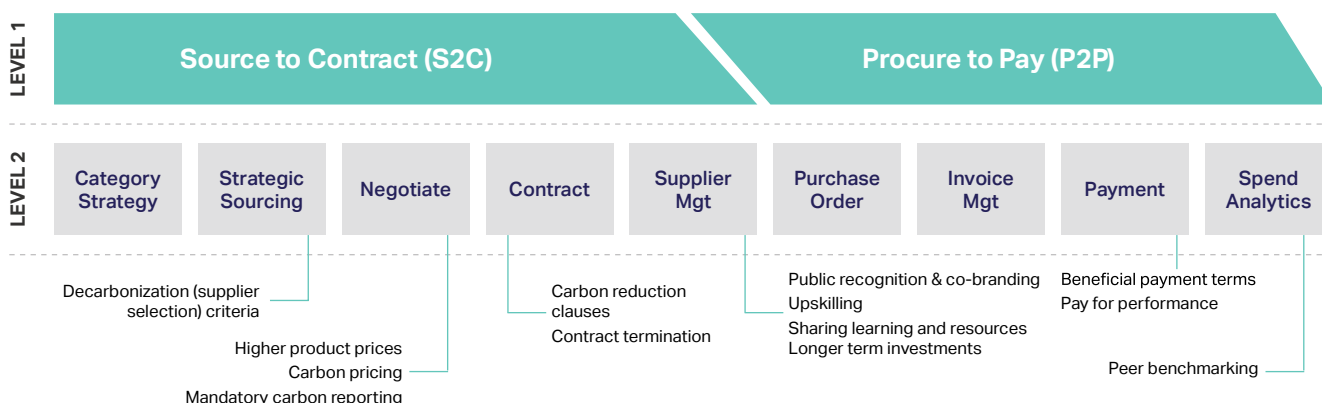 LEVEL 1
Source to Contract (S2C)
Procure to Pay (P2P)
LEVEL 2
Category
Strategy
Strategic
Sourcing
Negotiate
Contract
Supplier
Mgt
Purchase
Order
Invoice
Mgt
Payment
Spend
Analytics
Decarbonization (supplier
selection) criteria
Higher product prices
Carbon pricing
Mandatory carbon reporting
Carbon reduction
clauses
Contract termination
Public recognition & co-branding
Upskilling
Sharing learning and resources
Longer term investments
Beneficial payment terms
Pay for performance
Peer benchmarking